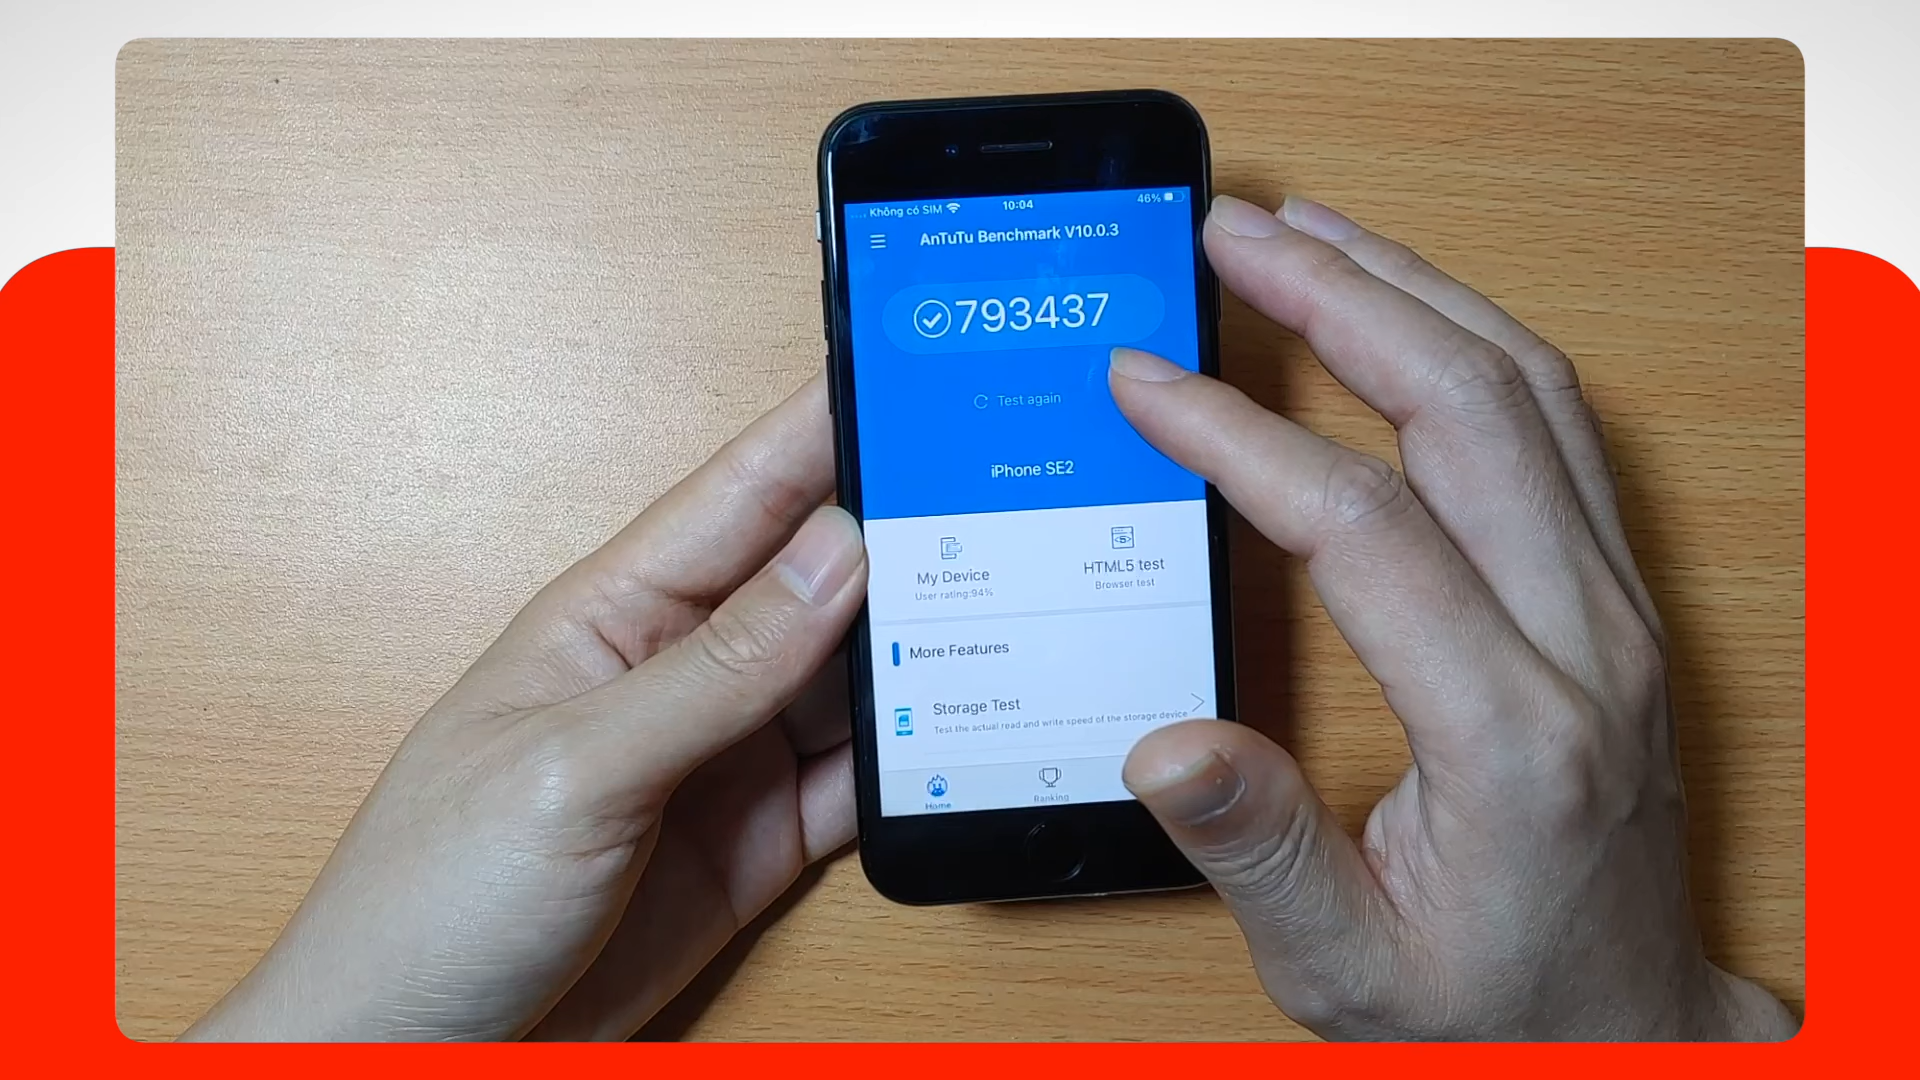 Không có SIM 10:04 46%
AnTuTu Benchmark V10.0.3
793437
Test again
iPhone SE2
My Device HTML5 test
User rating:94% Browser test
More Features
Storage Test
Test the actual read and write speed of the storage device
Home Ranking